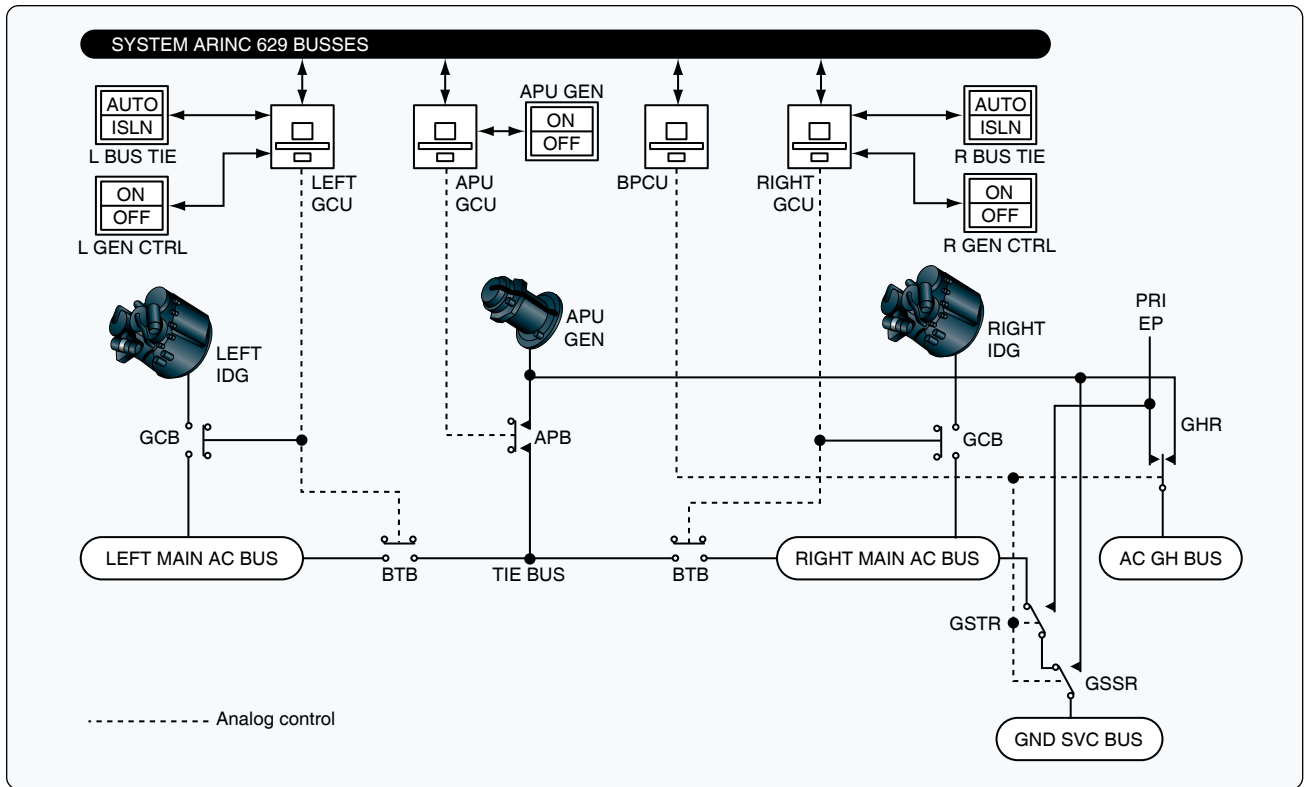 SYSTEM ARINC 629 BUSSES
AUTO
ISLN
L BUS TIE
ON
OFF
L GEN CTRL
LEFT
GCU
APU
GCU
APU GEN
ON
OFF
BPCU
RIGHT
GCU
AUTO
ISLN
R BUS TIE
ON
OFF
R GEN CTRL
LEFT
IDG
APU
GEN
RIGHT
IDG
PRI
EP
GCB
APB
GCB
GHR
LEFT MAIN AC BUS
BTB
TIE BUS
BTB
RIGHT MAIN AC BUS
AC GH BUS
GSTR
GSSR
Analog control
GND SVC BUS